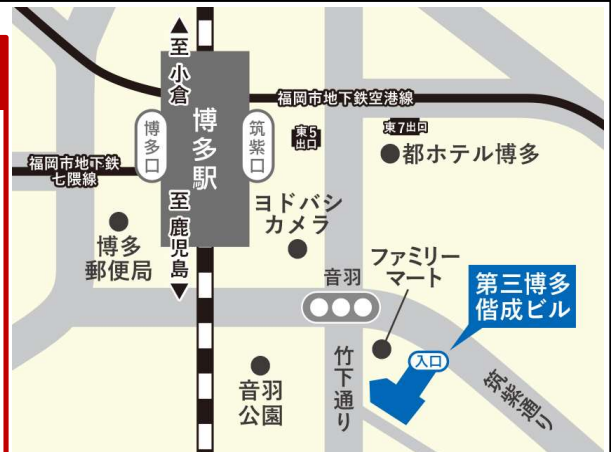 ▲至 小倉
福岡市地下鉄空港線
博多口
博多駅
筑紫口
東5
出口
東7出口
●都ホテル博多
福岡市地下鉄
七隈線
至 鹿児島▼
ヨドバシ
カメラ
博多
郵便局
音羽
ファミリー
マート
第三博多
偕成ビル
入口
音羽
公園
竹下通り
筑紫通り